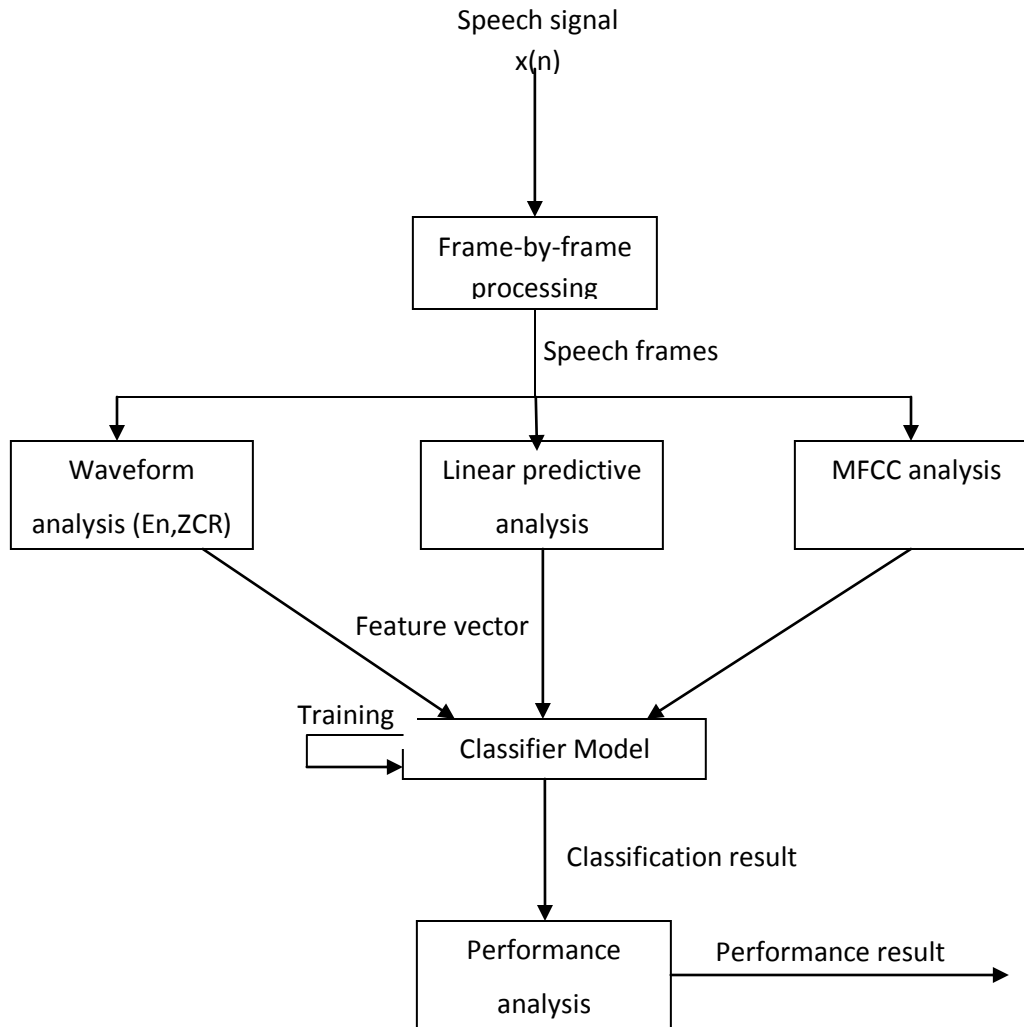 Speech signal
x(n)
Frame-by-frame
processing
Speech frames
Waveform
analysis (En,ZCR)
Linear predictive
analysis
MFCC analysis
Feature vector
Training
Classifier Model
Classification result
Performance
analysis
Performance result